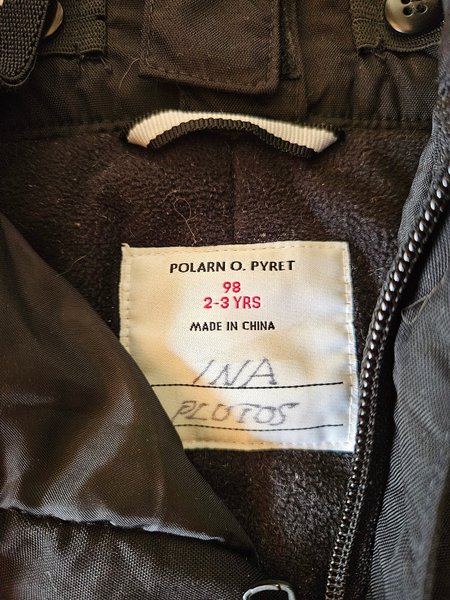 POLARN O. PYRET
98
2-3 YRS
MADE IN CHINA
INA
PLUTOS